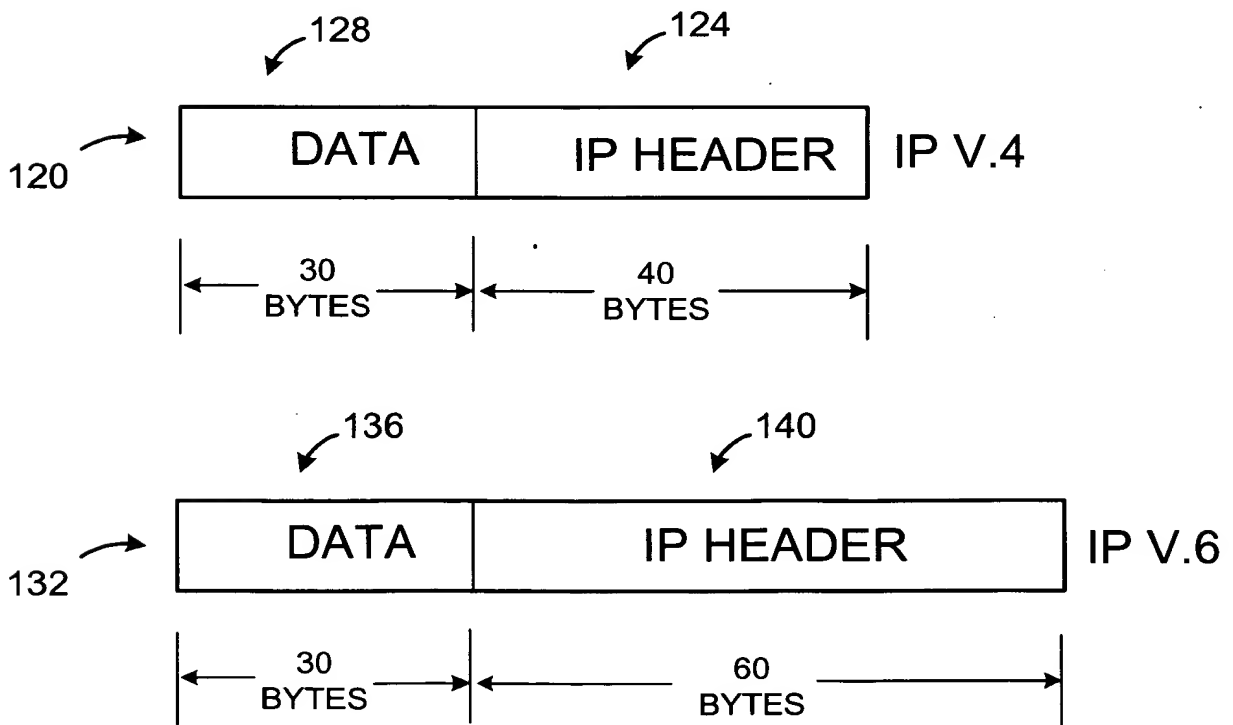 128
124
120
DATA
IP HEADER
IP V.4
30
BYTES
40
BYTES
136
140
132
DATA
IP HEADER
IP V.6
30
BYTES
60
BYTES